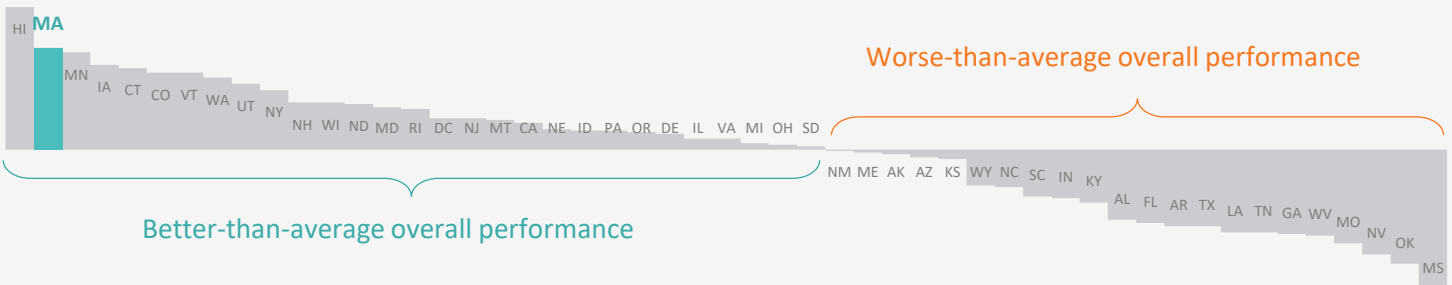 HI
MA
MN
IA
CT
CO
VT
WA
UT
NY
NH
WI
ND
MD
RI
DC
NJ
MT
CA
NE
ID
PA
OR
DE
IL
VA
MI
OH
SD
Worse-than-average overall performance
NM
ME
AK
AZ
KS
WY
NC
SC
IN
KY
AL
FL
AR
TX
LA
TN
GA
WV
MO
NV
OK
MS
Better-than-average overall performance